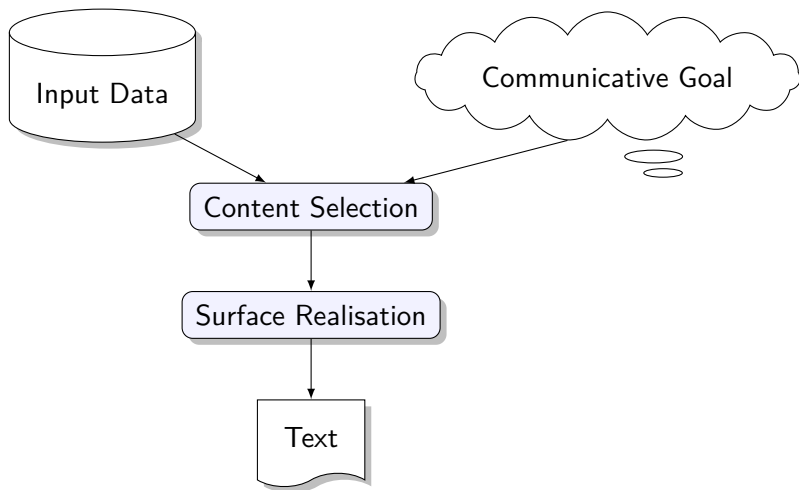 Input Data
Communicative Goal
Content Selection
Surface Realisation
Text